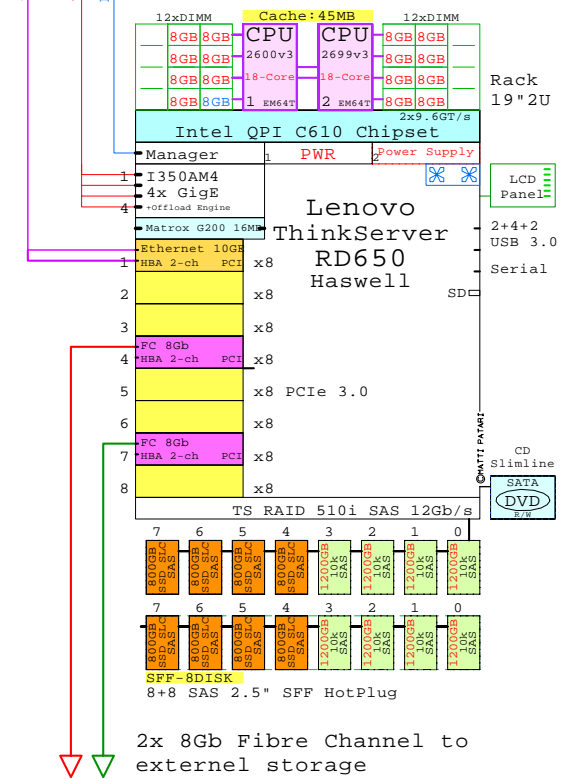 12xDIMM Cache:45MB 12xDIMM
8GB 8GB CPU CPU 8GB 8GB
8GB 8GB 2600v3 2699v3 8GB 8GB
8GB 8GB 18-Core 18-Core 8GB 8GB
8GB 8GB 1 EM64T 2 EM64T 8GB 8GB
Rack
19"2U
2x9.6GT/s
Intel QPI C610 Chipset
Manager 1 PWR 2 Power Supply
1 I350AM4
4x GigE
4 +Offload Engine
LCD
Panel
Matrox G200 16MB
Lenovo
ThinkServer
RD650
Haswell
2+4+2
USB 3.0
Serial
SD
Ethernet 10GB
1 HBA 2-ch PCI x8
2 x8
3 x8
FC 8Gb
4 HBA 2-ch PCI x8
5 x8 PCIe 3.0
6 x8
FC 8Gb
7 HBA 2-ch PCI x8
8 x8
©MATTI PATARI
CD
Slimline
SATA
DVD
R/W
TS RAID 510i SAS 12Gb/s
7 6 5 4 3 2 1 0
800GB SSD SLC SAS
800GB SSD SLC SAS
800GB SSD SLC SAS
800GB SSD SLC SAS
1200GB 10k SAS
1200GB 10k SAS
1200GB 10k SAS
1200GB 10k SAS
7 6 5 4 3 2 1 0
800GB SSD SLC SAS
800GB SSD SLC SAS
800GB SSD SLC SAS
800GB SSD SLC SAS
1200GB 10k SAS
1200GB 10k SAS
1200GB 10k SAS
1200GB 10k SAS
SFF-8DISK
8+8 SAS 2.5" SFF HotPlug
2x 8Gb Fibre Channel to
external storage